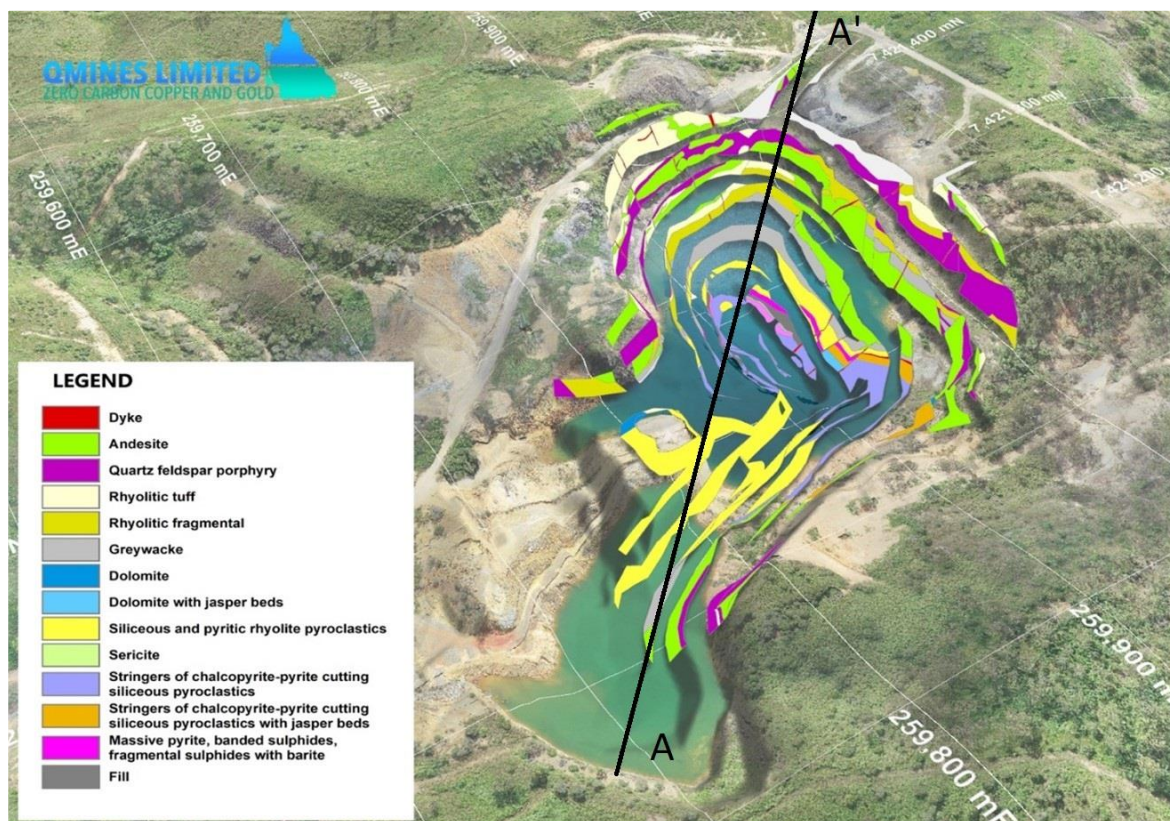 A'
QMINES LIMITED
ZERO CARBON COPPER AND GOLD
259,900 mE
259,700 mE
259,600 mE
7,421,200 mN
LEGEND
Dyke
Andesite
Quartz feldspar porphyry
Rhyolitic tuff
Rhyolitic fragmental
Greywacke
Dolomite
Dolomite with jasper beds
Siliceous and pyritic rhyolite pyroclastics
Sericite
Stringers of chalcopyrite-pyrite cutting
siliceous pyroclastics
Stringers of chalcopyrite-pyrite cutting
siliceous pyroclastics with jasper beds
Massive pyrite, banded sulphides,
fragmental sulphides with barite
Fill
259,900 mE
259,800 mE
A